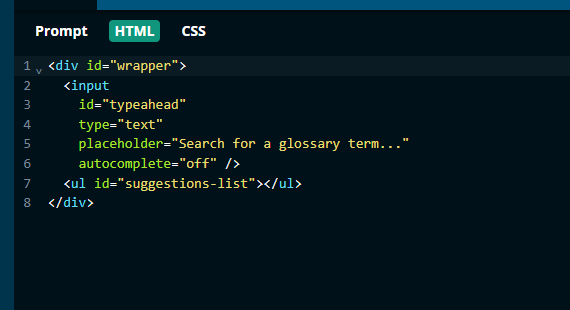 Prompt HTML CSS
1 <div id="wrapper">
2 <input
3 id="typeahead"
4 type="text"
5 placeholder="Search for a glossary term..."
6 autocomplete="off" />
7 <ul id="suggestions-list"></ul>
8 </div>